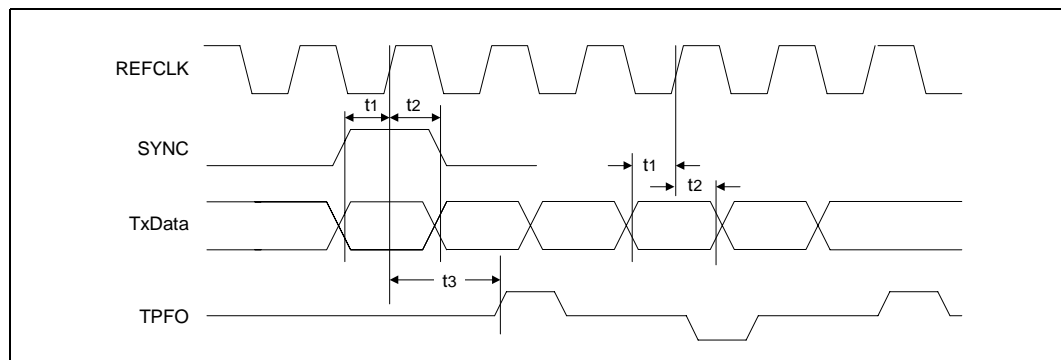 REFCLK
t1
t2
SYNC
t1
t2
TxData
t3
TPFO